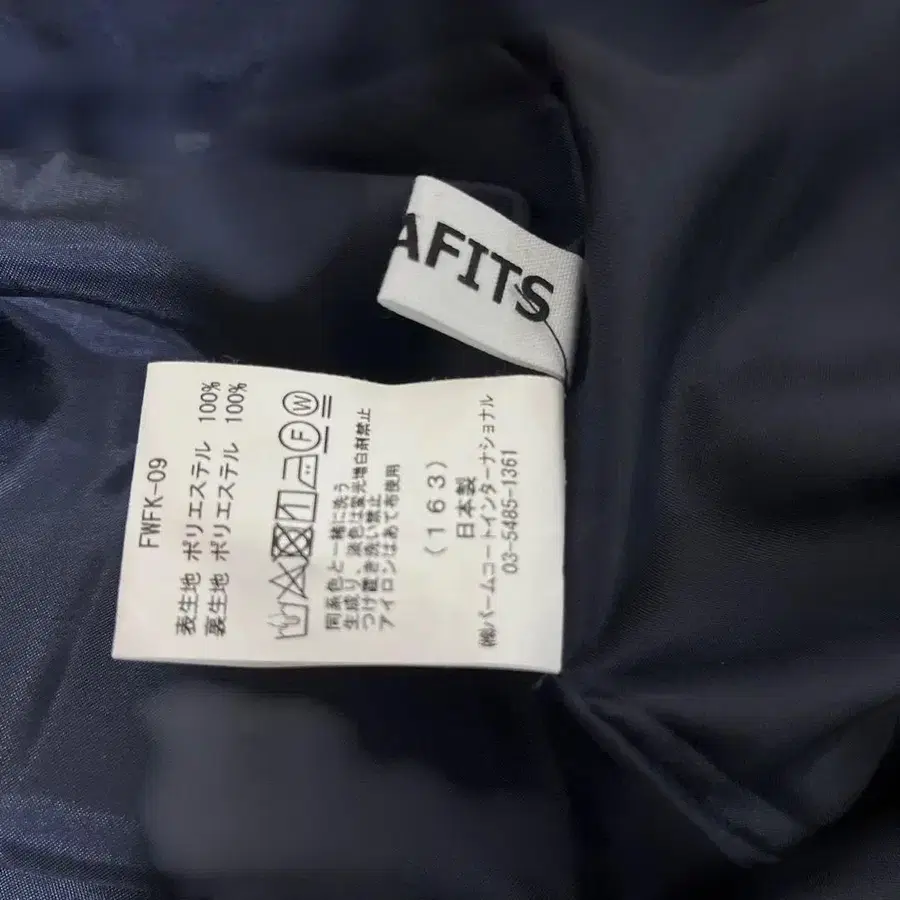 AFITS
FWFK-09
表生地 ポリエステル 100%
裏生地 ポリエステル 100%
F W
同系色と一緒に洗う
生成り、淡色は蛍光増白剤禁止
つけ置き洗い禁止
アイロンはあて布使用
(163)
日本製
㈱パームコートインターナショナル
03-5485-1361